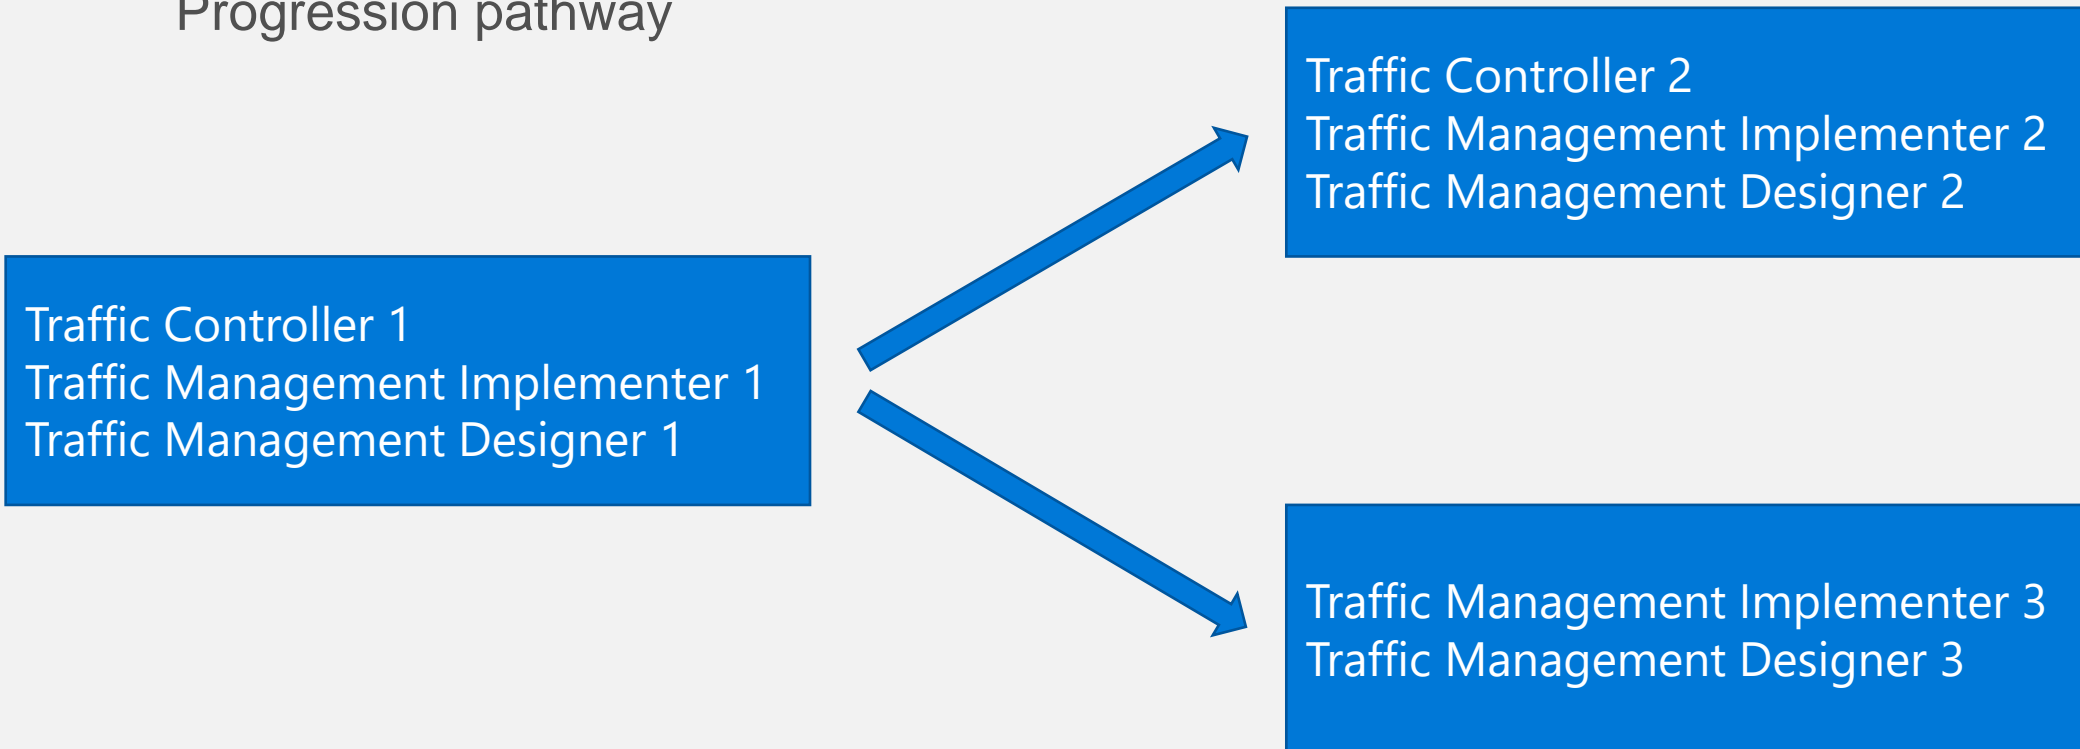 Progression pathway
Traffic Controller 2
Traffic Management Implementer 2
Traffic Management Designer 2
Traffic Controller 1
Traffic Management Implementer 1
Traffic Management Designer 1
Traffic Management Implementer 3
Traffic Management Designer 3